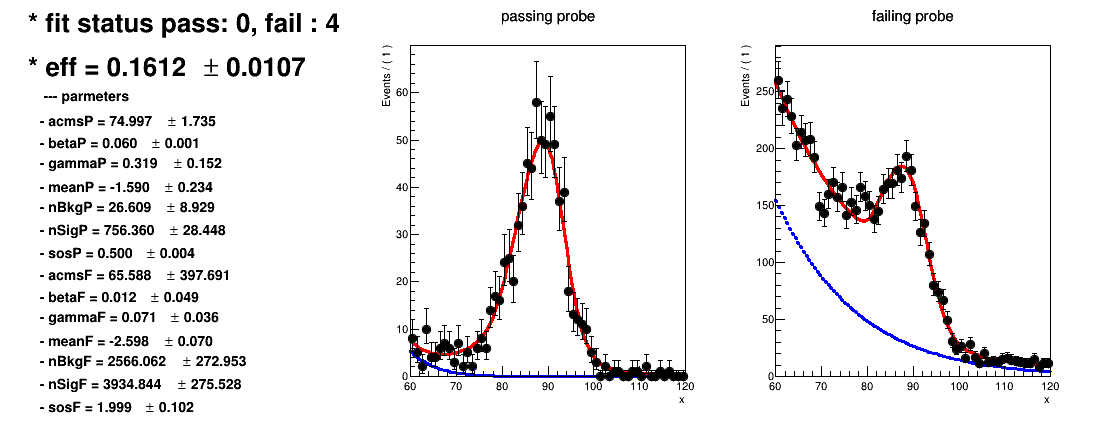 * fit status pass: 0, fail : 4
* eff = 0.1612 ± 0.0107
--- parmeters
- acmsP = 74.997 ± 1.735
- betaP = 0.060 ± 0.001
- gammaP = 0.319 ± 0.152
- meanP = -1.590 ± 0.234
- nBkgP = 26.609 ± 8.929
- nSigP = 756.360 ± 28.448
- sosP = 0.500 ± 0.004
- acmsF = 65.588 ± 397.691
- betaF = 0.012 ± 0.049
- gammaF = 0.071 ± 0.036
- meanF = -2.598 ± 0.070
- nBkgF = 2566.062 ± 272.953
- nSigF = 3934.844 ± 275.528
- sosF = 1.999 ± 0.102
passing probe
Events / ( 1 )
60
50
40
30
20
10
0
60 70 80 90 100 110 120
x
failing probe
Events / ( 1 )
250
200
150
100
50
0
60 70 80 90 100 110 120
x